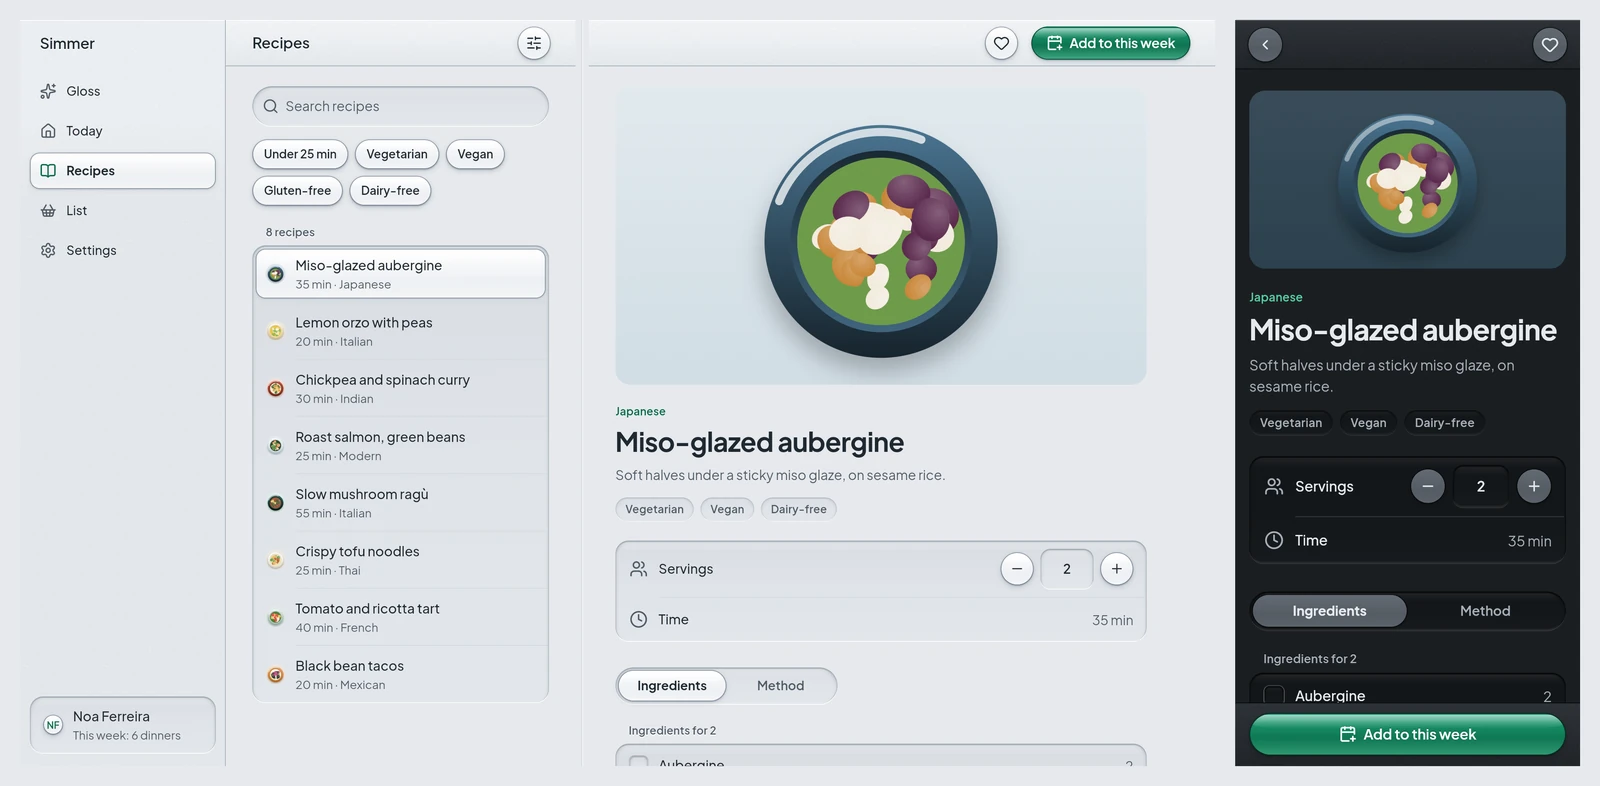 Simmer
Gloss
Today
Recipes
List
Settings
NF
Noa Ferreira
This week: 6 dinners
Recipes
Search recipes
Under 25 min
Vegetarian
Vegan
Gluten-free
Dairy-free
8 recipes
Miso-glazed aubergine
35 min · Japanese
Lemon orzo with peas
20 min · Italian
Chickpea and spinach curry
30 min · Indian
Roast salmon, green beans
25 min · Modern
Slow mushroom ragù
55 min · Italian
Crispy tofu noodles
25 min · Thai
Tomato and ricotta tart
40 min · French
Black bean tacos
20 min · Mexican
Add to this week
Japanese
Miso-glazed aubergine
Soft halves under a sticky miso glaze, on sesame rice.
Vegetarian
Vegan
Dairy-free
Servings
2
Time
35 min
Ingredients
Method
Ingredients for 2
Aubergine
2
Japanese
Miso-glazed aubergine
Soft halves under a sticky miso glaze, on
sesame rice.
Vegetarian
Vegan
Dairy-free
Servings
2
Time
35 min
Ingredients
Method
Ingredients for 2
Aubergine
2
Add to this week